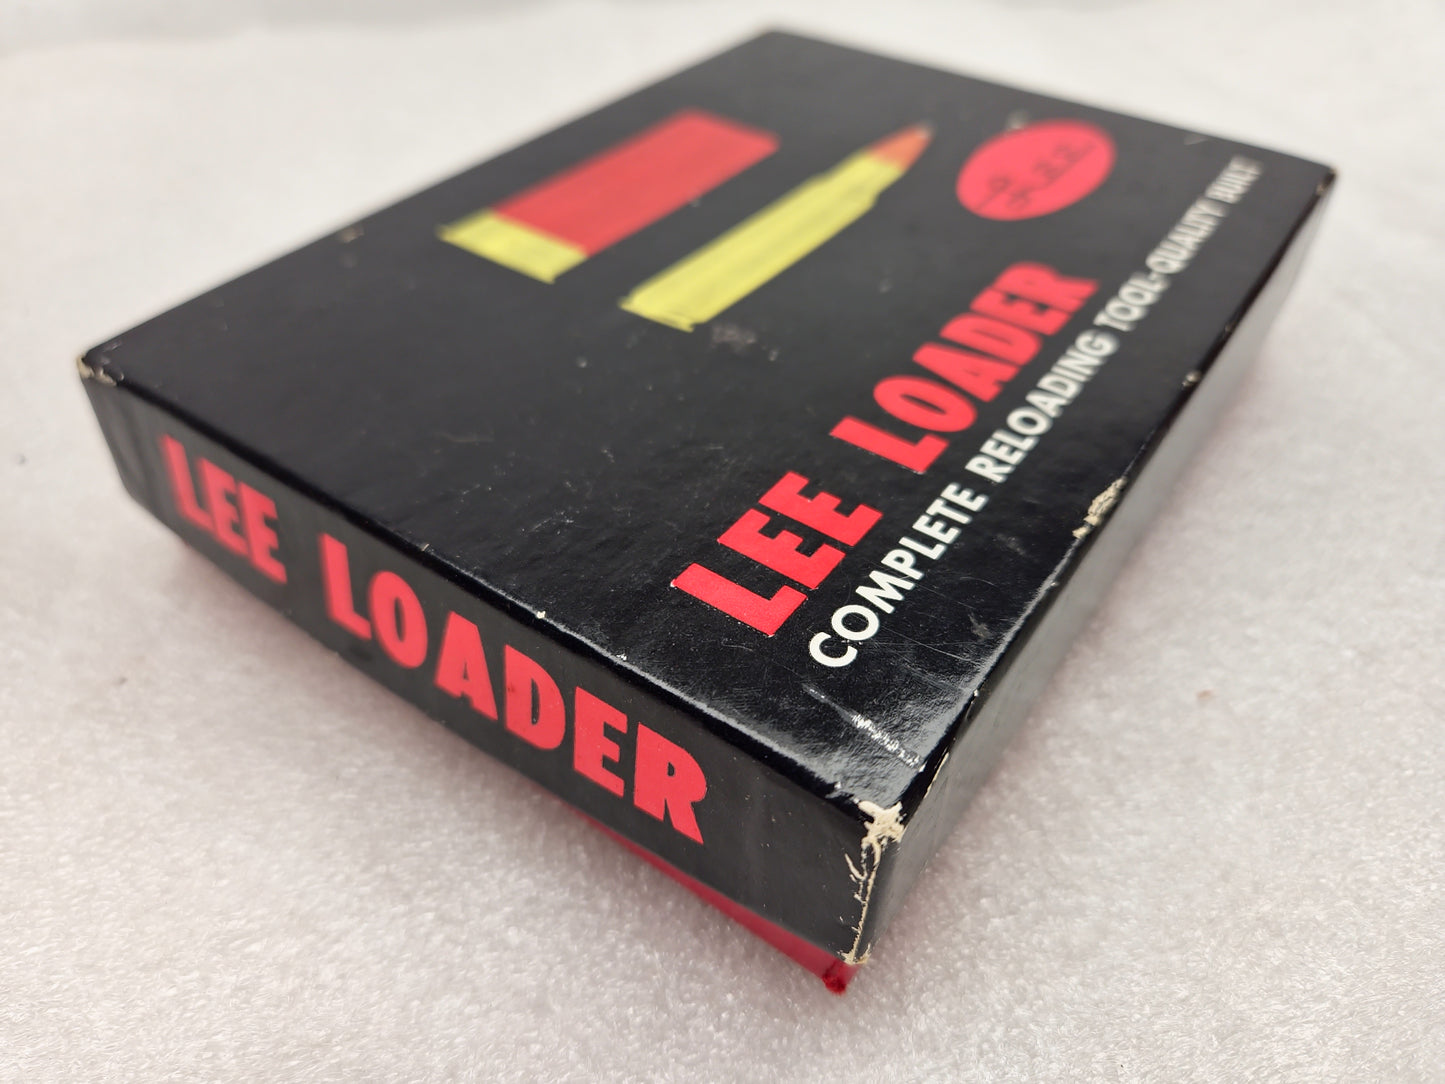 LEE LOADER
COMPLETE RELOADING TOOL-QUALITY BUILT
LEE LOADER